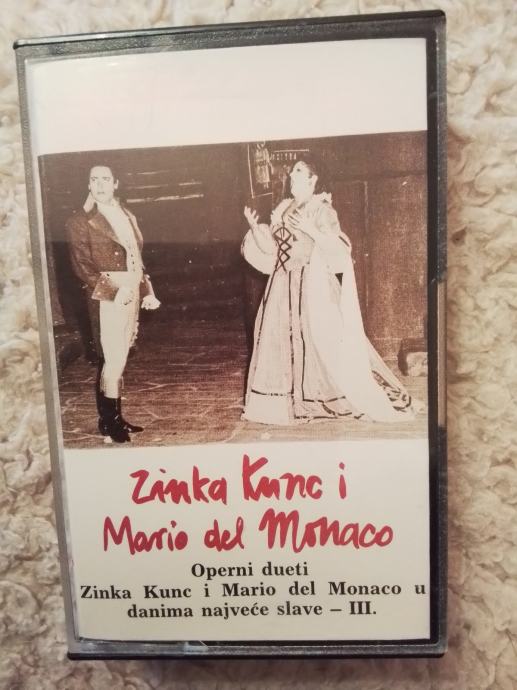 Zinka Kunc i
Mario del Monaco
Operni dueti
Zinka Kunc i Mario del Monaco u
danima najveće slave – III.